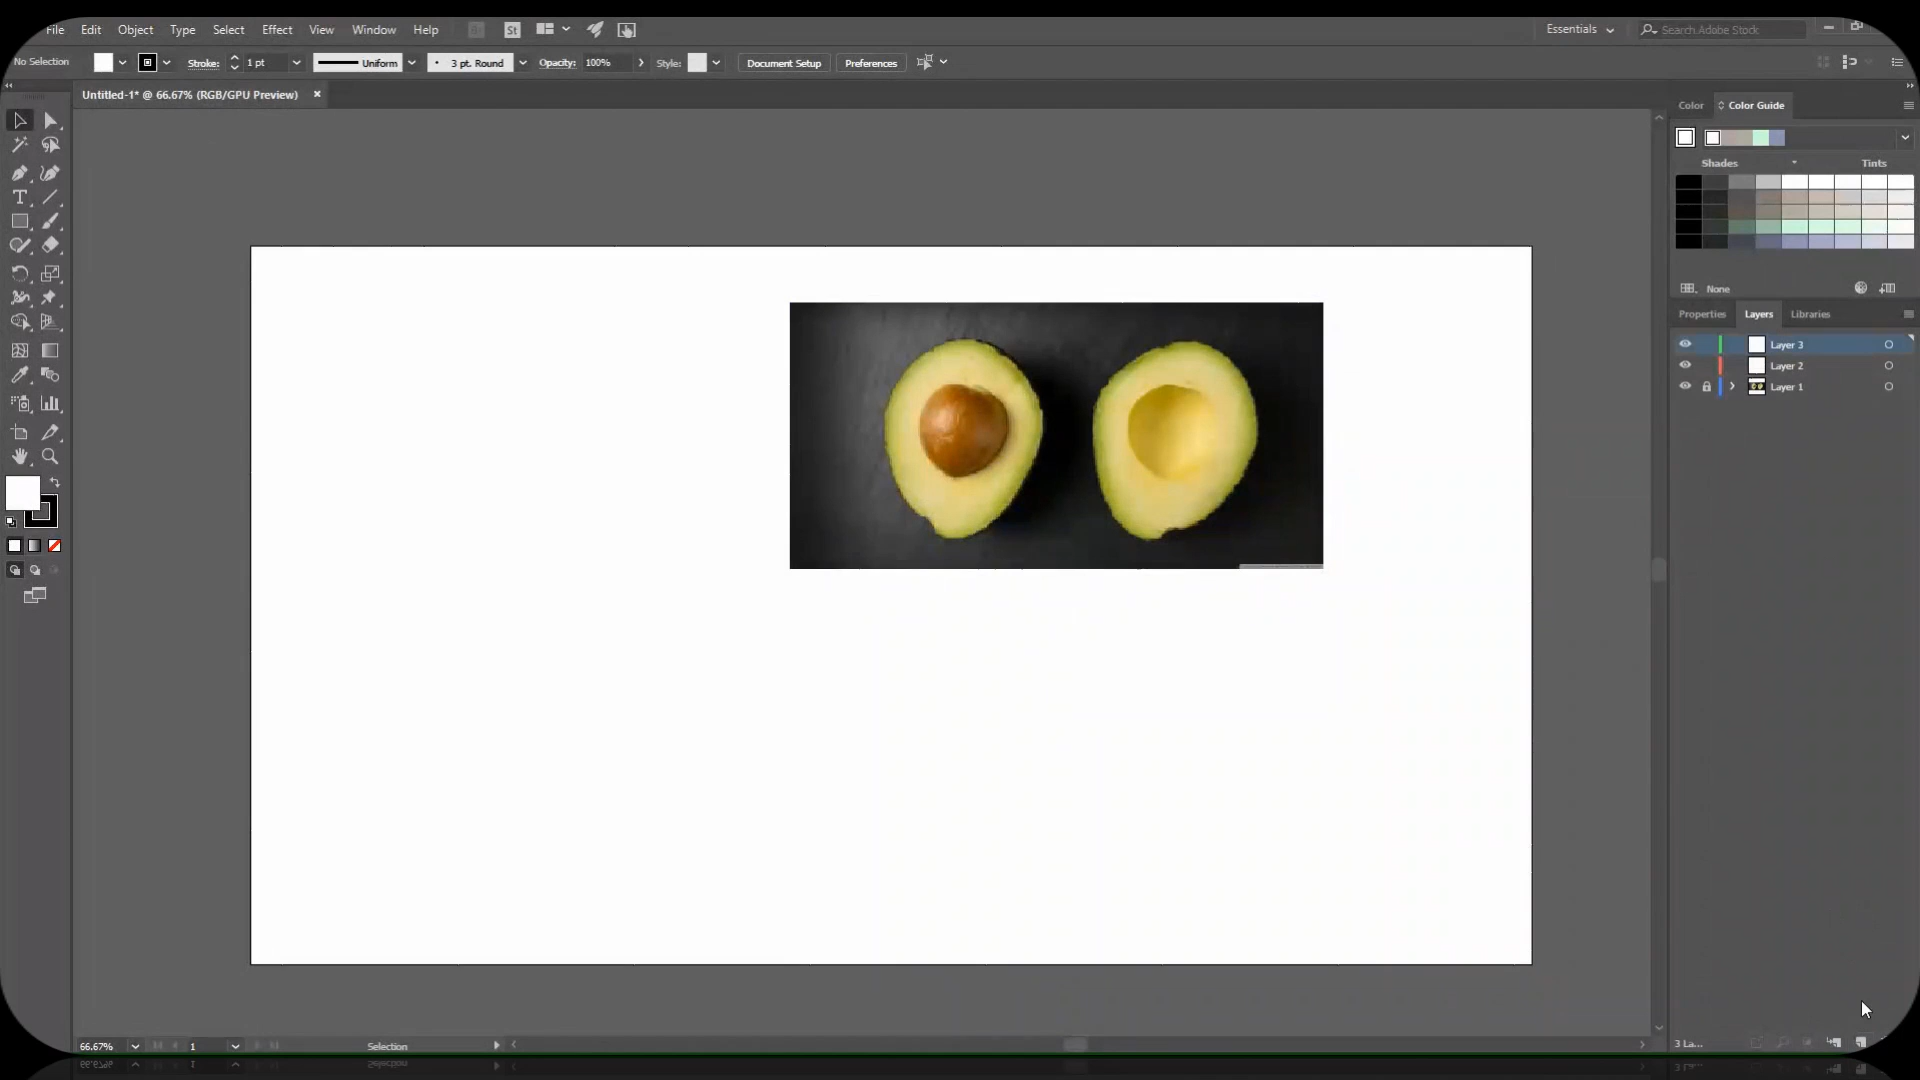 File Edit Object Type Select Effect View Window Help St Essentials Search Adobe Stock
No Selection Stroke: 1 pt Uniform 3 pt. Round Opacity: 100% Style: Document Setup Preferences
Untitled-1* @ 66.67% (RGB/GPU Preview)
Color Color Guide
Shades Tints
None
Properties Layers Libraries
Layer 3
Layer 2
Layer 1
66.67% 1 Selection
3 La...